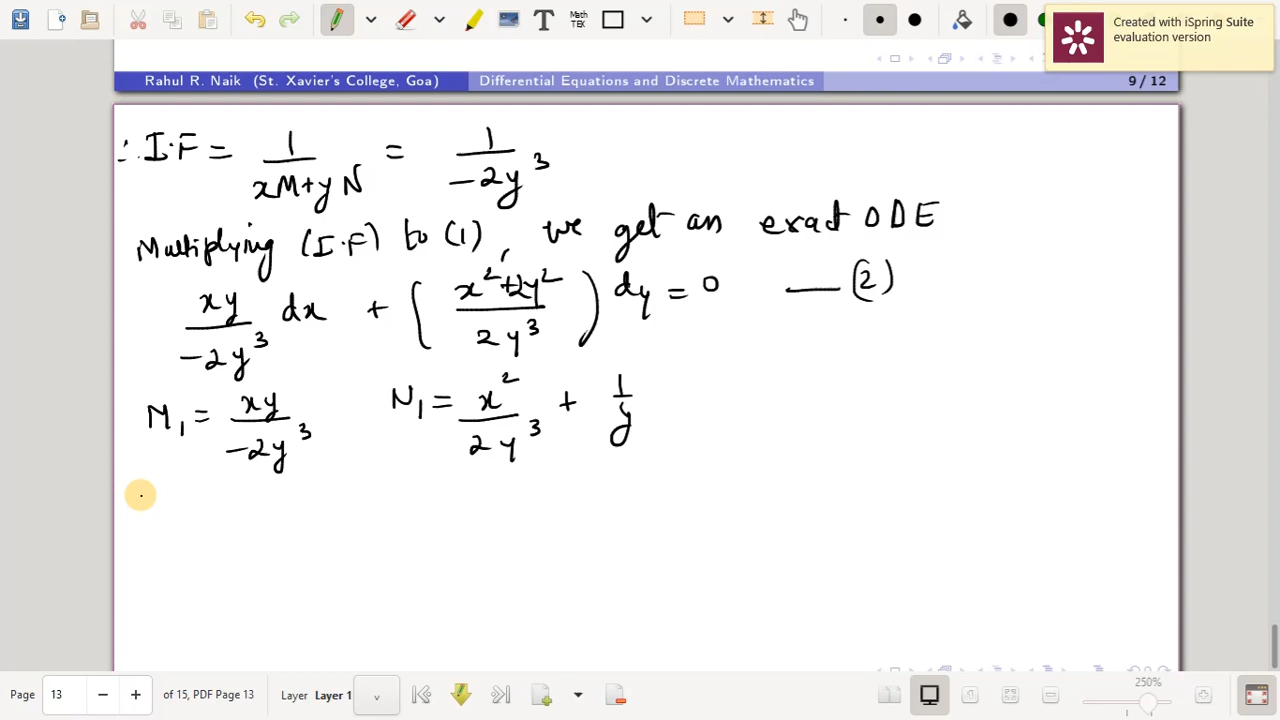 Math
TEX
Created with iSpring Suite
evaluation version
Rahul R. Naik (St. Xavier's College, Goa) Differential Equations and Discrete Mathematics 9 / 12
∴ I.F = 1/(xM+yN) = 1/(-2y³)
Multiplying (I.F) to (1), we get an exact ODE
xy/(-2y³) dx + ((x²+2y²)/(2y³)) dy = 0 —— (2)
M₁ = xy/(-2y³) N₁ = x²/(2y³) + 1/y
Page 13 of 15, PDF Page 13 Layer Layer 1 250%